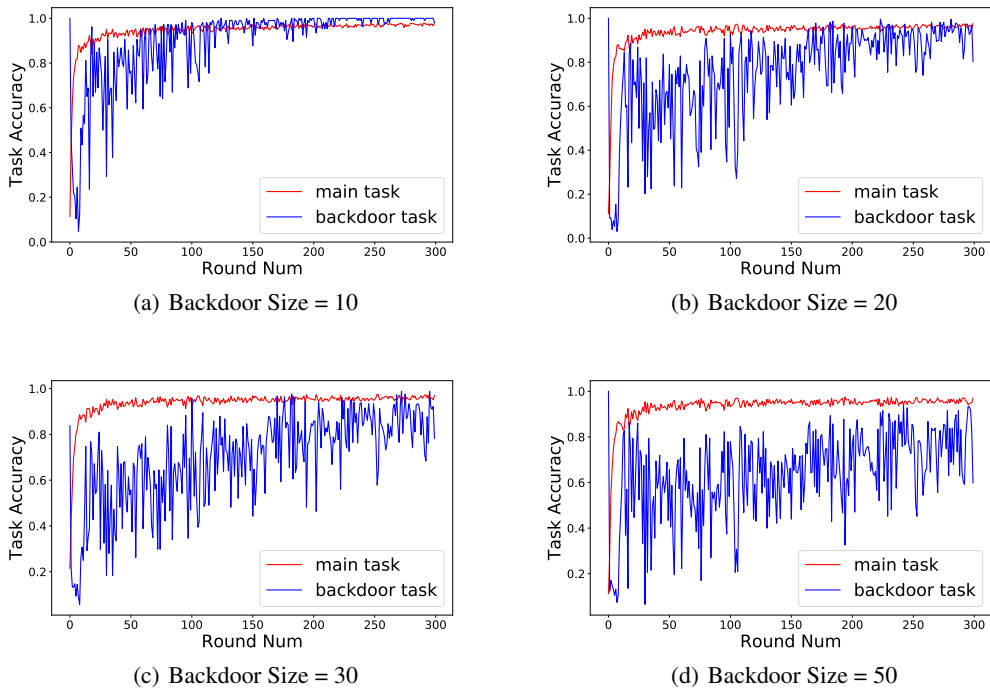 1.0
0.8
0.6
0.4
0.2
0.0
Task Accuracy
main task
backdoor task
0 50 100 150 200 250 300
Round Num
(a) Backdoor Size = 10
1.0
0.8
0.6
0.4
0.2
0.0
Task Accuracy
main task
backdoor task
0 50 100 150 200 250 300
Round Num
(b) Backdoor Size = 20
1.0
0.8
0.6
0.4
0.2
Task Accuracy
main task
backdoor task
0 50 100 150 200 250 300
Round Num
(c) Backdoor Size = 30
1.0
0.8
0.6
0.4
0.2
Task Accuracy
main task
backdoor task
0 50 100 150 200 250 300
Round Num
(d) Backdoor Size = 50